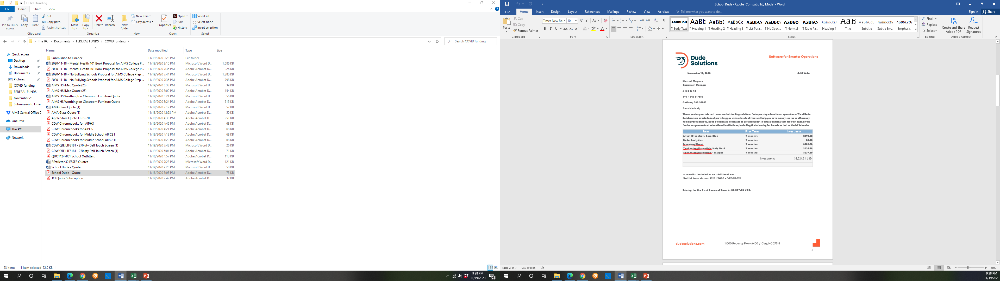 COVID funding
File Home Share View
Pin to Quick access
Copy
Paste
Cut
Copy path
Paste shortcut
Clipboard
Move to
Copy to
Delete
Rename
Organize
New folder
New item
Easy access
New
Properties
Open
Edit
History
Open
Select all
Select none
Invert selection
Select
This PC > Documents > FEDERAL FUNDS > COVID funding >
Search COVID funding
Quick access
Desktop
Downloads
Documents
Pictures
COVID funding
FEDERAL FUNDS
November 23
Submission to Finar
AIMS Central Office D
OneDrive
This PC
Network
Name Date modified Type Size
Submission to Finance 11/19/2020 9:23 PM File folder
2020-11-18 - Mental Health 101 Book Proposal for AIMS College P... 11/19/2020 8:10 PM Microsoft Word D... 1,686 KB
2020-11-18 - Mental Health 101 Book Proposal for AIMS College P... 11/19/2020 7:35 PM Adobe Acrobat D... 926 KB
2020-11-18 - No Bullying Schools Proposal for AIMS College Prep ... 11/19/2020 7:44 PM Microsoft Word D... 1,380 KB
2020-11-18 - No Bullying Schools Proposal for AIMS College Prep ... 11/19/2020 7:35 PM Adobe Acrobat D... 798 KB
AIMS HS iMac Quote (25) 11/19/2020 8:33 PM Microsoft Word D... 39 KB
AIMS HS iMac Quote (25) 11/19/2020 8:00 PM Adobe Acrobat D... 154 KB
AIMS HS Worthington Classroom Furniture Quote 11/19/2020 8:24 PM Microsoft Word D... 56 KB
AIMS HS Worthington Classroom Furniture Quote 11/19/2020 8:24 PM Adobe Acrobat D... 515 KB
AMA Glass Quote (1) 11/19/2020 7:17 PM Microsoft Word D... 57 KB
AMA Glass Quote (1) 11/18/2020 12:58 PM Adobe Acrobat D... 50 KB
Apple Store Quote 11-19-20 11/19/2020 4:33 PM Adobe Acrobat D... 251 KB
CDW Chromebooks for AIPHS 11/19/2020 4:49 PM Adobe Acrobat D... 68 KB
CDW Chromebooks for AIPHS 11/19/2020 4:21 PM Adobe Acrobat D... 68 KB
CDW Chromebooks for Middle School AIPCS I 11/19/2020 4:19 PM Adobe Acrobat D... 68 KB
CDW Chromebooks for Middle School AIPCS II 11/19/2020 4:20 PM Adobe Acrobat D... 68 KB
CDW QTE LTFS181 - 270 qty Dell Touch Screen (1) 11/19/2020 7:48 PM Microsoft Word D... 26 KB
CDW QTE LTFS181 - 270 qty Dell Touch Screen (1) 11/19/2020 6:04 PM Adobe Acrobat D... 71 KB
QUO11247881 School Outfitters 11/18/2020 4:57 PM Adobe Acrobat D... 113 KB
REstrictor 32 ESSER Quotes 11/19/2020 7:23 PM Microsoft Word D... 121 KB
School Dude - Quote 11/19/2020 9:28 PM Microsoft Word D... 50 KB
School Dude - Quote 11/18/2020 3:08 PM Adobe Acrobat D... 73 KB
TCI Quote Subscription 11/19/2020 2:42 PM Adobe Acrobat D... 37 KB
23 items 1 item selected 72.9 KB
9:28 PM
11/19/2020
21
School Dude - Quote [Compatibility Mode] - Word
Sign in Share
File Home Insert Design Layout References Mailings Review View Acrobat Tell me what you want to do...
Paste
Cut
Copy
Format Painter
Clipboard
Times New Ro 10
Font
Paragraph
¶ Body Text ¶ Heading 1 ¶ Heading 2 ¶ Heading 3 ¶ List Para... ¶ No Spac... ¶ Normal ¶ Table Pa... Heading 4 Title Subtitle Subtle Em... Emphasis
Styles
Find
Replace
Select
Editing
Create and Share Adobe PDF
Request Signatures
Adobe Acrobat
Dude Solutions
Software for Smarter Operations
November 18, 2020
Marisol Magana
Operations Manager
AIMS K-12
171 12th Street
Oakland, CAS 94607
Dear Marisol,
Thank you for your interest in our market leading solutions for improving educational operations. We at Dude
Solutions are excited about providing you with online tools that will help you save money, increase efficiency
and improve services. Dude Solutions is dedicated to providing best in class solutions that are built exclusively
for the unique needs of educational institutions, including the following for American Indian Model Schools:
Item First Term Investment
Asset Essentials Core Plus 7 months $870.68
Dude Analytics 7 months $0.00
InventoryDirect 7 months $281.78
TechnologyEssentials Help Desk 7 months $434.66
TechnologyEssentials - Insight 7 months $437.39
Investment: $2,024.51 USD
*4 months included at no additional cost
*Initial term dates: 12/01/2020 - 06/30/2021
Pricing for the First Renewal Term is $8,097.96 USD.
dudesolutions.com
11000 Regency Pkwy #400 / Cary, NC 27518
2
Page 2 of 7 932 words
80%
9:28 PM
11/19/2020